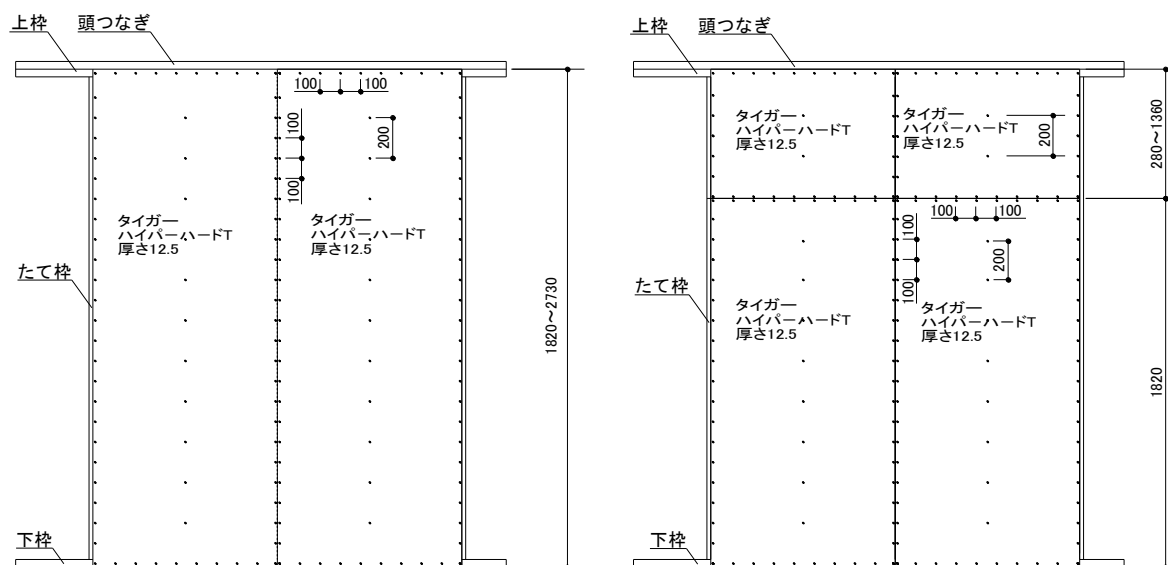 上枠
頭つなぎ
100
100
100
100
200
タイガー
ハイパーハードT
厚さ12.5
タイガー
ハイパーハードT
厚さ12.5
たて枠
1820～2730
下枠
上枠
頭つなぎ
タイガー
ハイパーハードT
厚さ12.5
タイガー
ハイパーハードT
厚さ12.5
200
280～1360
100
100
100
100
200
たて枠
タイガー
ハイパーハードT
厚さ12.5
タイガー
ハイパーハードT
厚さ12.5
1820
下枠